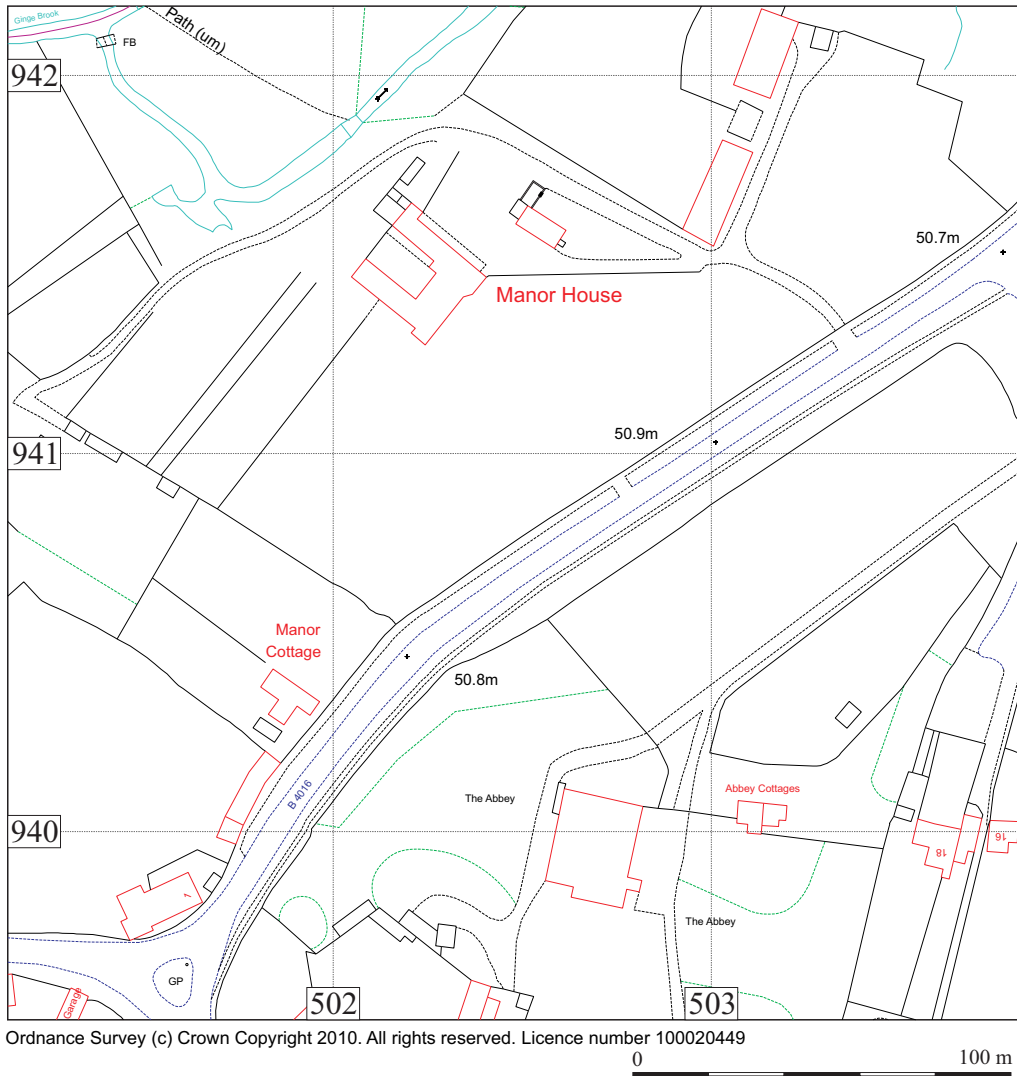 Ginge Brook
Path (um)
FB
942
50.7m
Manor House
50.9m
941
Manor
Cottage
50.8m
B 4016
The Abbey
Abbey Cottages
940
18
16
1
The Abbey
GP
Garage
502
503
Ordnance Survey (c) Crown Copyright 2010. All rights reserved. Licence number 100020449
0
100 m